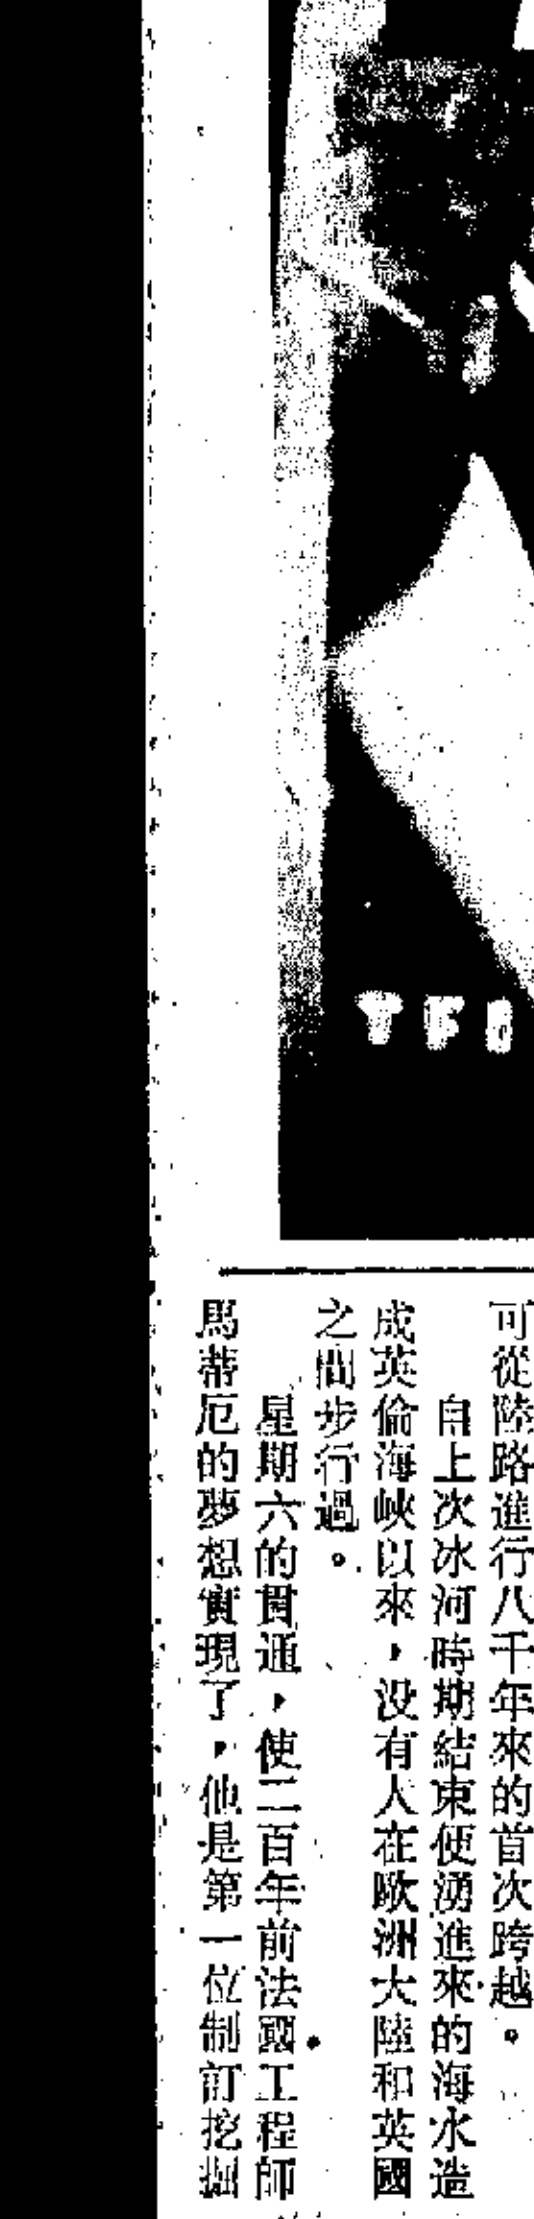 可從陸路進行八千年來的首次跨越。
自上次冰河時期結束使湧進來的海水造
成英倫海峽以來，没有人在歐洲大陸和英國
之間步行過。
星期六的貫通，使二百年前法國工程師
馬蒂厄的夢想實現了，他是第一位制訂挖掘